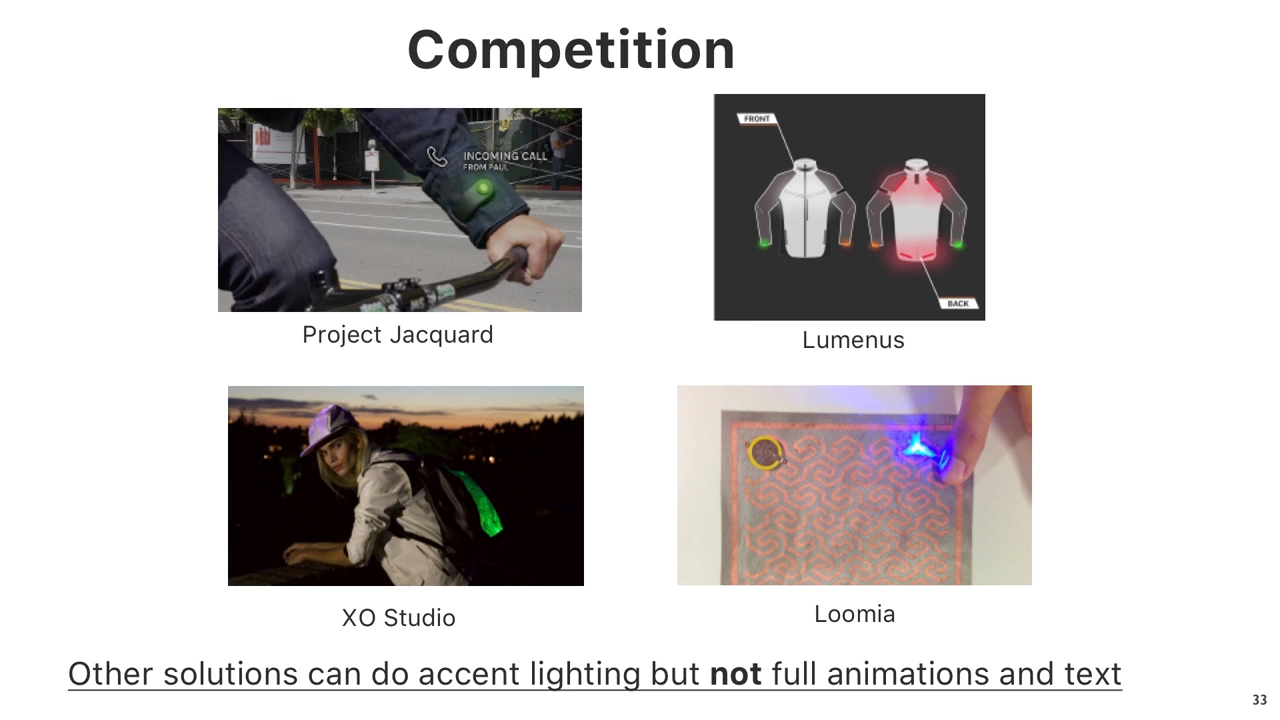 Competition
INCOMING CALL
FROM PAUL
FRONT
BACK
Project Jacquard
Lumenus
XO Studio
Loomia
Other solutions can do accent lighting but not full animations and text
33